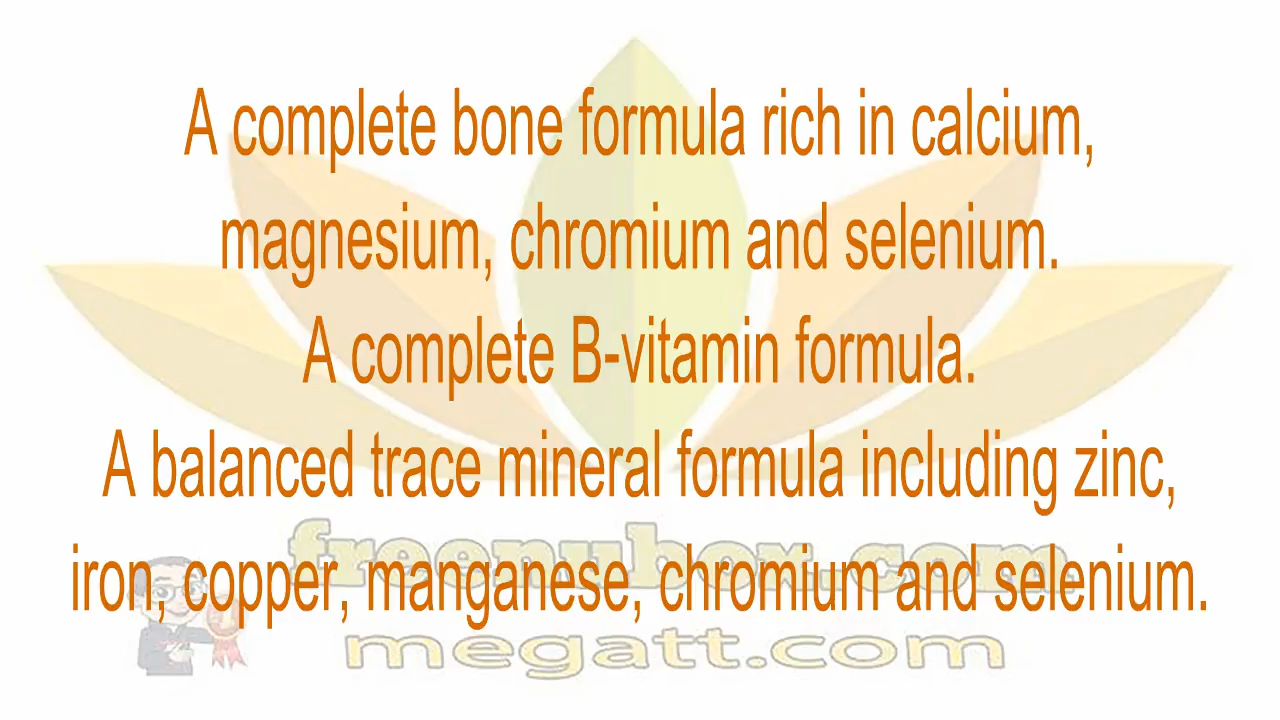 A complete bone formula rich in calcium,
magnesium, chromium and selenium.
A complete B-vitamin formula.
A balanced trace mineral formula including zinc,
iron, copper, manganese, chromium and selenium.
freenubox.com
megatt.com